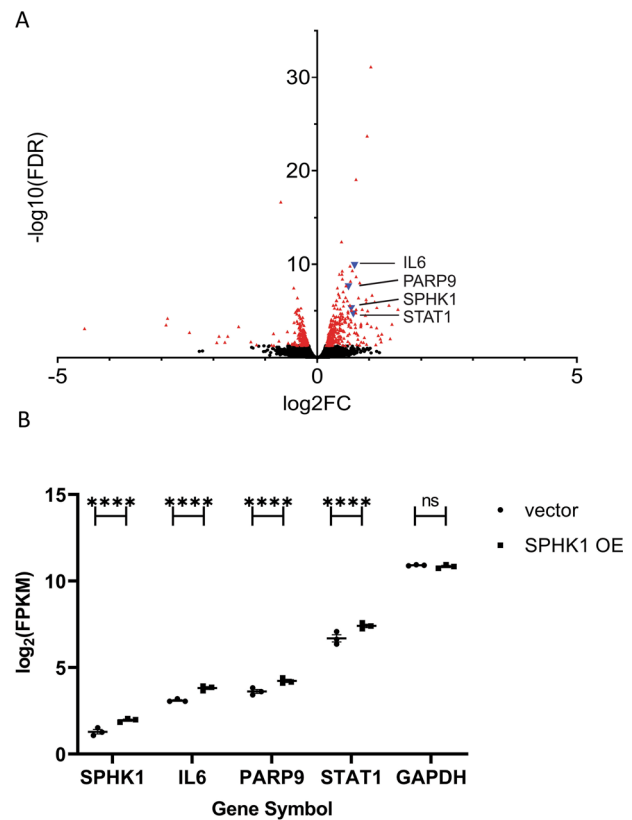 A
-log10(FDR)
30
20
10
IL6
PARP9
SPHK1
STAT1
-5
0
5
log2FC
B
log₂(FPKM)
15
10
5
0
****
****
****
****
ns
vector
SPHK1 OE
SPHK1
IL6
PARP9
STAT1
GAPDH
Gene Symbol